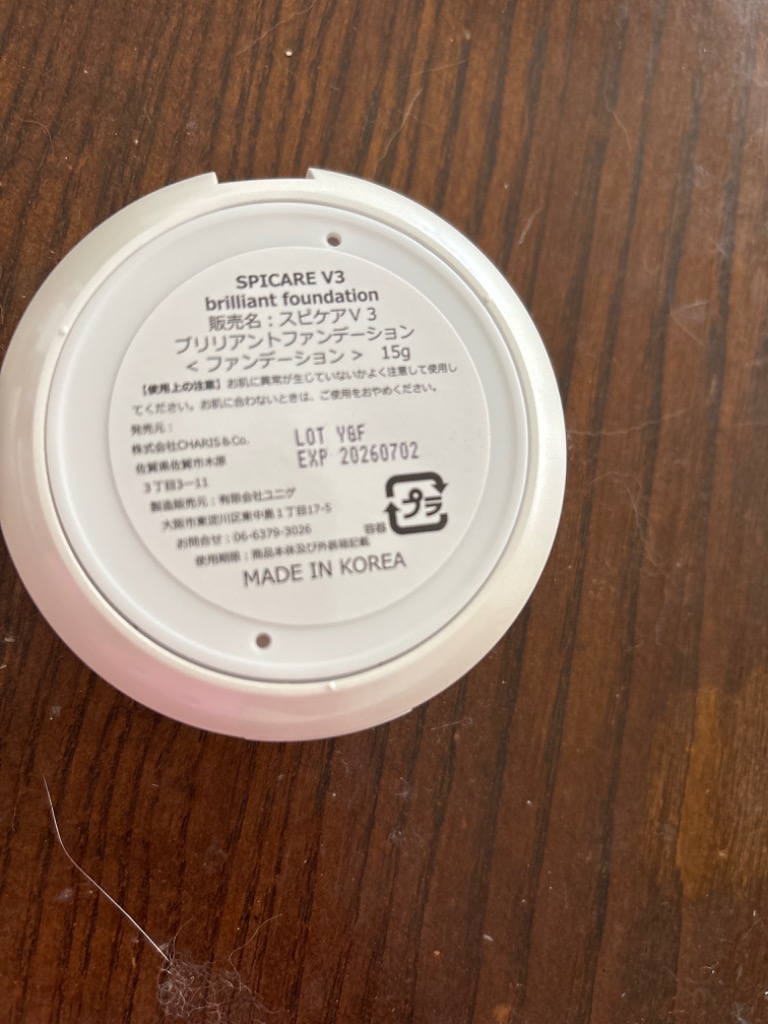 SPICARE V3
brilliant foundation
販売名：スピケアV 3
ブリリアントファンデーション
＜ファンデーション＞ 15g
【使用上の注意】お肌に異常が生じていないかよく注意して使用し
てください。お肌に合わないときは、ご使用をおやめください。
発売元：
株式会社CHARIS＆Co.
佐賀県佐賀市木原
３丁目3ー11
LOT Y&F
EXP 20260702
製造販売元：有限会社ユニゲ
大阪市東淀川区東中島１丁目17-5
お問合せ：06-6379-3026
使用期限：商品本体及び外装箱記載
容器
プラ
MADE IN KOREA